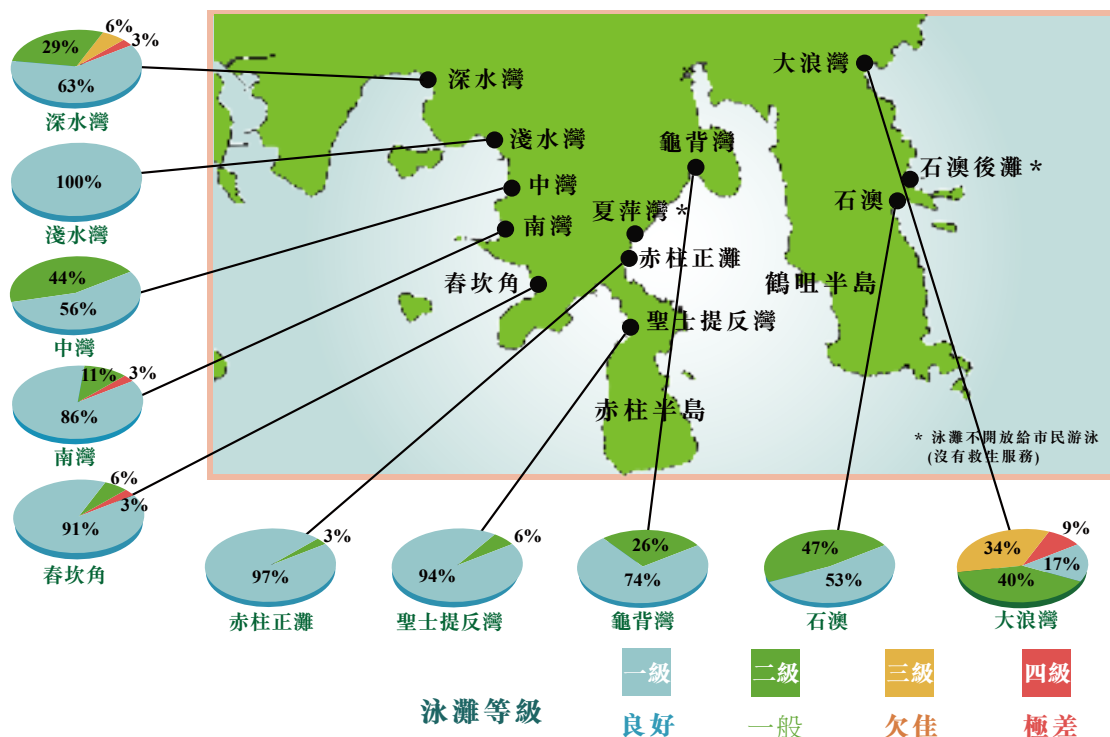 29%
6%
3%
63%
深水灣
100%
淺水灣
44%
56%
中灣
11%
3%
86%
南灣
6%
3%
91%
舂坎角
深水灣
淺水灣
中灣
南灣
舂坎角
龜背灣
夏萍灣*
赤柱正灘
聖士提反灣
赤柱半島
大浪灣
石澳後灘*
石澳
鶴咀半島
* 泳灘不開放給市民游泳
(沒有救生服務)
3%
97%
赤柱正灘
6%
94%
聖士提反灣
26%
74%
龜背灣
47%
53%
石澳
34%
9%
17%
40%
大浪灣
泳灘等級
一級
良好
二級
一般
三級
欠佳
四級
極差